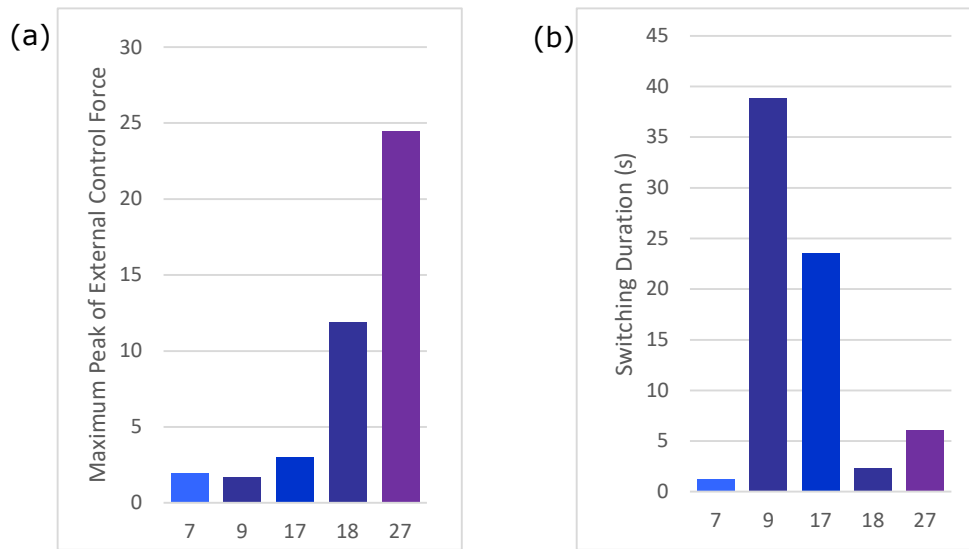 (a)
Maximum Peak of External Control Force
30
25
20
15
10
5
0
7 9 17 18 27
(b)
Switching Duration (s)
45
40
35
30
25
20
15
10
5
0
7 9 17 18 27